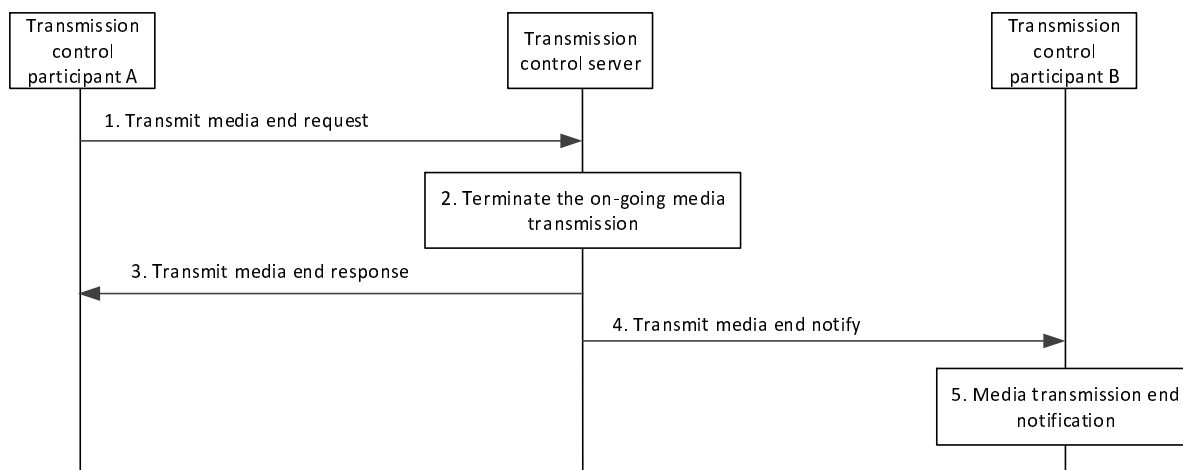 Transmission
control
participant A
Transmission
control server
Transmission
control
participant B
1. Transmit media end request
2. Terminate the on-going media
transmission
3. Transmit media end response
4. Transmit media end notify
5. Media transmission end
notification